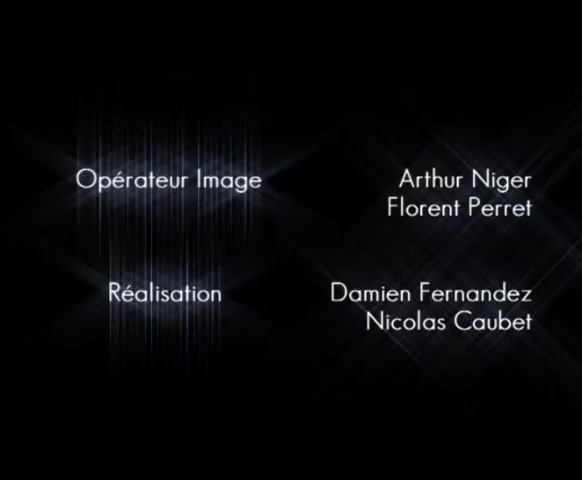 Opérateur Image
Arthur Niger
Florent Perret
Réalisation
Damien Fernandez
Nicolas Caubet